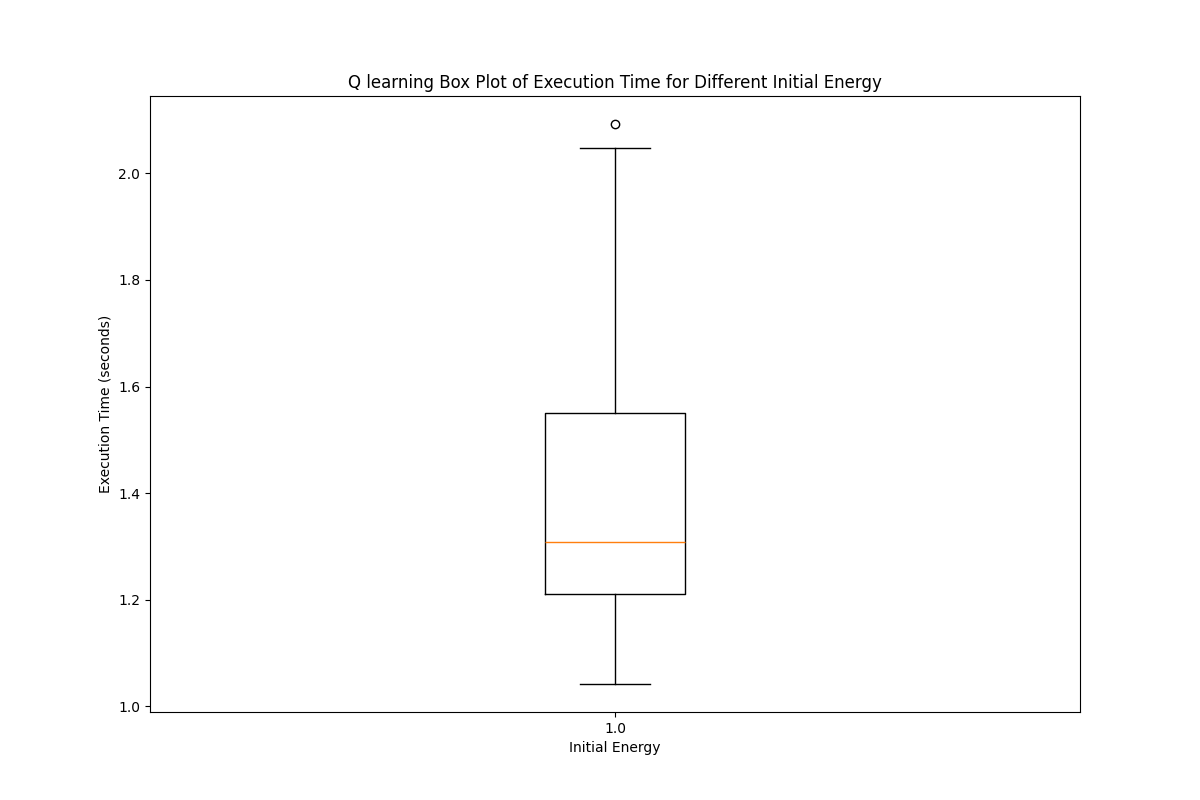 Q learning Box Plot of Execution Time for Different Initial Energy
Execution Time (seconds)
2.0
1.8
1.6
1.4
1.2
1.0
1.0
Initial Energy